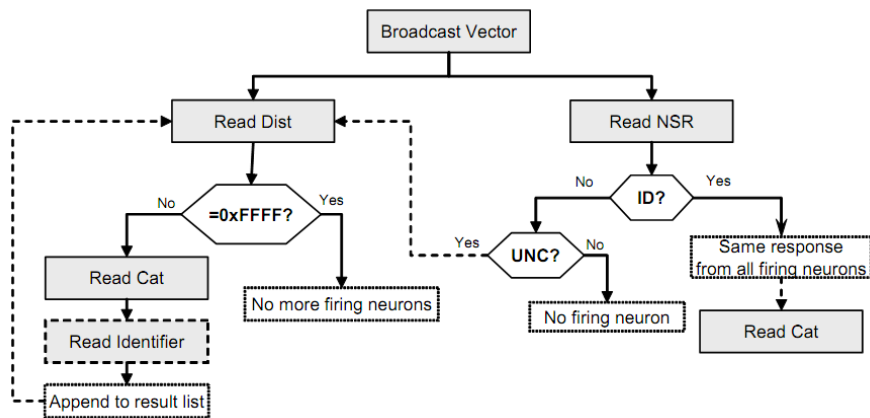 Broadcast Vector
Read Dist
Read NSR
No
=0xFFFF?
Yes
No
ID?
Yes
Yes
UNC?
No
Same response
from all firing neurons
Read Cat
No more firing neurons
No firing neuron
Read Cat
Read Identifier
Append to result list